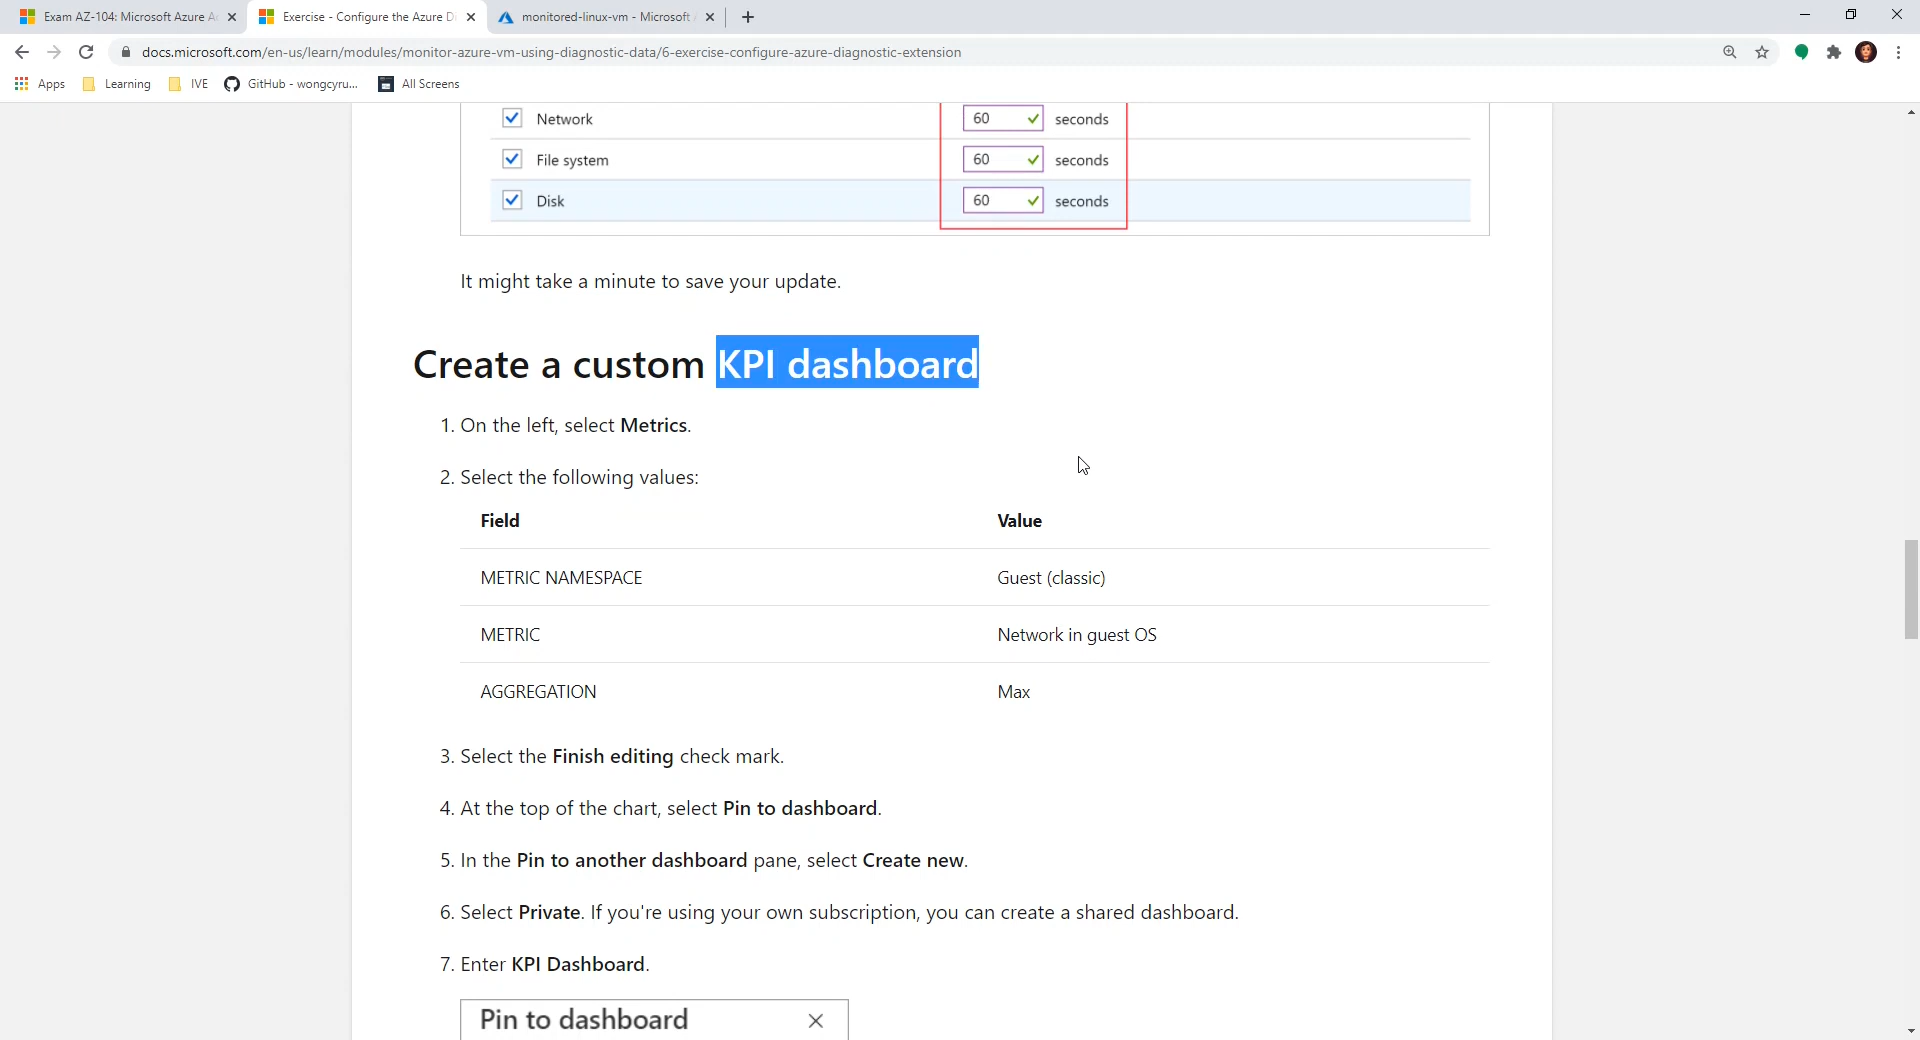 Exam AZ-104: Microsoft Azure A
Exercise - Configure the Azure D
monitored-linux-vm - Microsoft
docs.microsoft.com/en-us/learn/modules/monitor-azure-vm-using-diagnostic-data/6-exercise-configure-azure-diagnostic-extension
Apps
Learning
IVE
GitHub - wongcyru...
All Screens
Network 60 seconds
File system 60 seconds
Disk 60 seconds
It might take a minute to save your update.
Create a custom KPI dashboard
1. On the left, select Metrics.
2. Select the following values:
Field Value
METRIC NAMESPACE Guest (classic)
METRIC Network in guest OS
AGGREGATION Max
3. Select the Finish editing check mark.
4. At the top of the chart, select Pin to dashboard.
5. In the Pin to another dashboard pane, select Create new.
6. Select Private. If you're using your own subscription, you can create a shared dashboard.
7. Enter KPI Dashboard.
Pin to dashboard